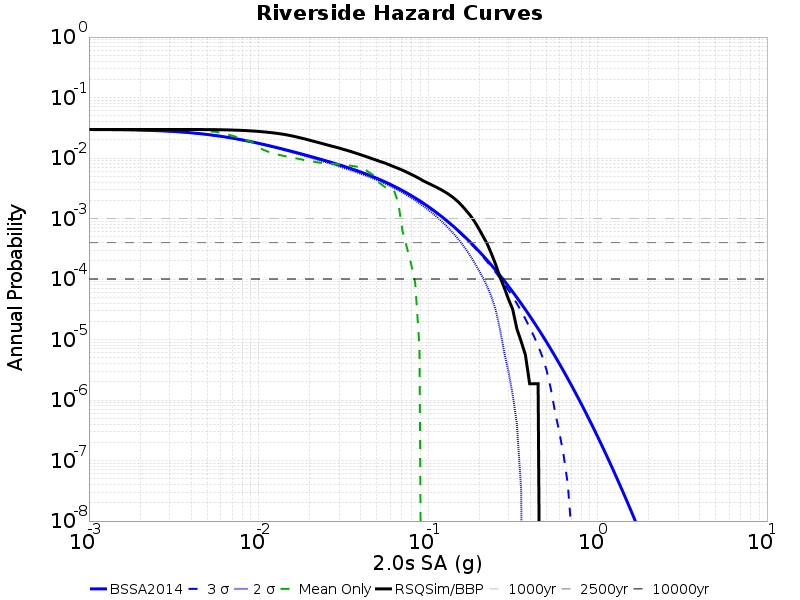 Riverside Hazard Curves
10^0
10^-1
10^-2
10^-3
10^-4
10^-5
10^-6
10^-7
10^-8
Annual Probability
10^-3 10^-2 10^-1 10^0 10^1
2.0s SA (g)
BSSA2014 3 σ 2 σ Mean Only RSQSim/BBP 1000yr 2500yr 10000yr